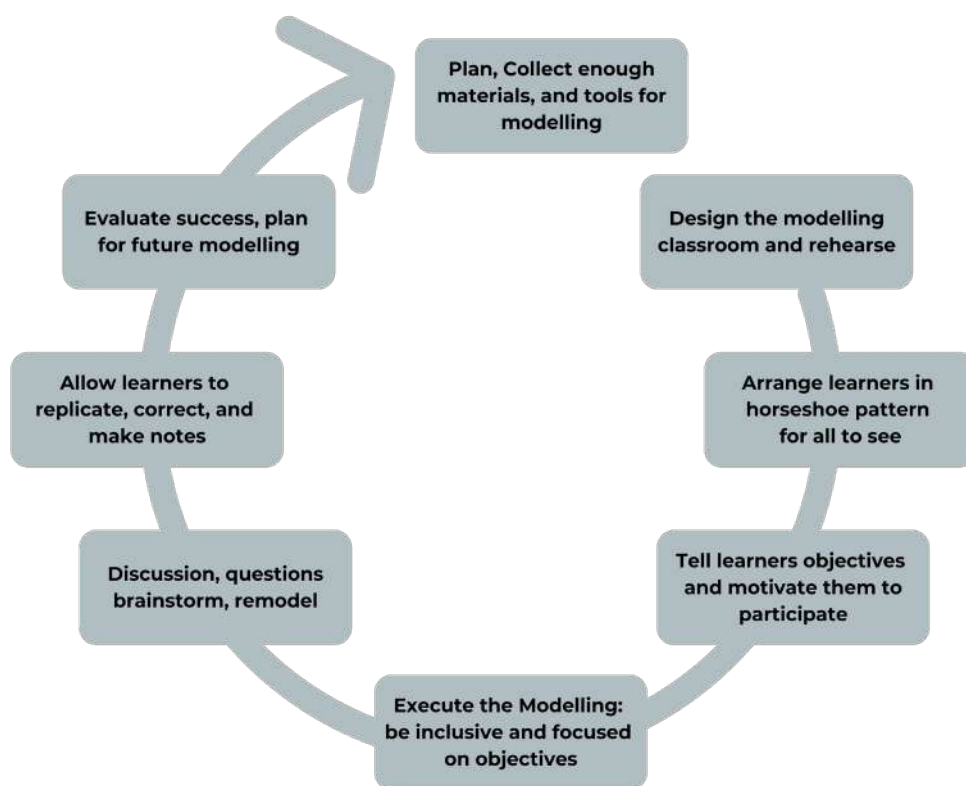 Plan, Collect enough
materials, and tools for
modelling
Design the modelling
classroom and rehearse
Arrange learners in
horseshoe pattern
for all to see
Tell learners objectives
and motivate them to
participate
Execute the Modelling:
be inclusive and focused
on objectives
Discussion, questions
brainstorm, remodel
Allow learners to
replicate, correct, and
make notes
Evaluate success, plan
for future modelling